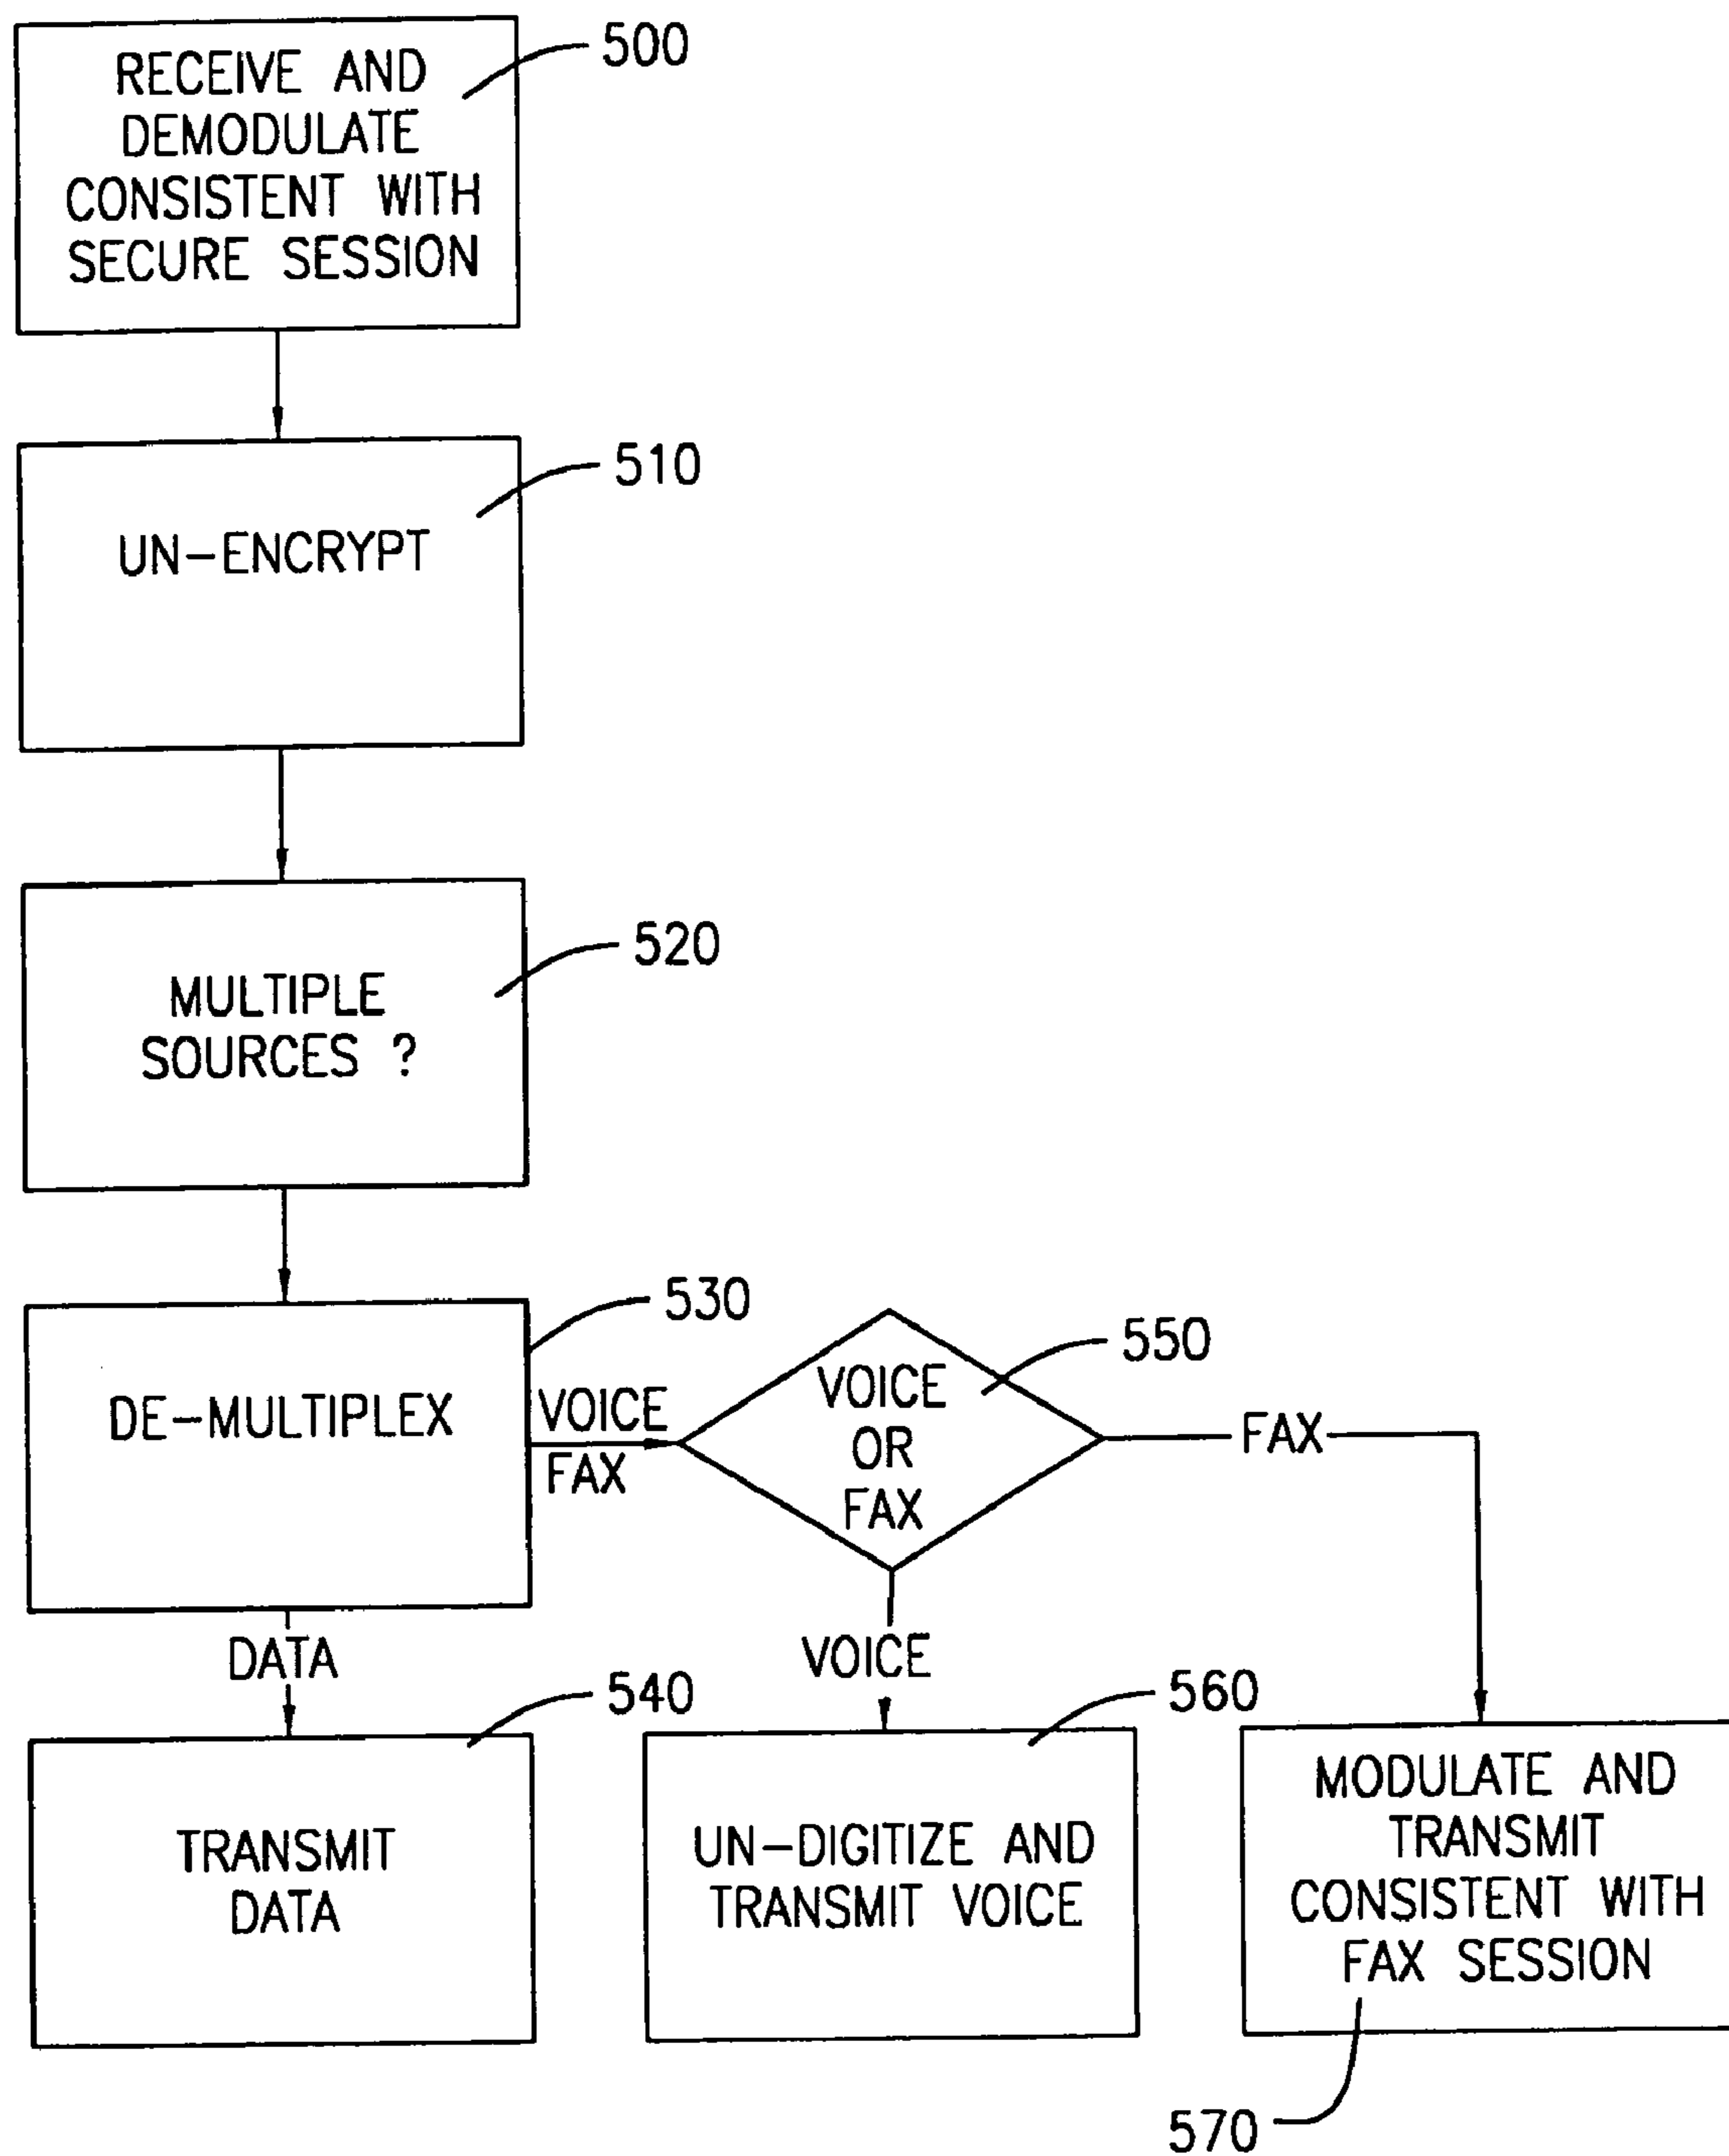 RECEIVE AND
DEMODULATE
CONSISTENT WITH
SECURE SESSION
500
UN-ENCRYPT
510
MULTIPLE
SOURCES ?
520
DE-MULTIPLEX
530
VOICE
FAX
VOICE
OR
FAX
550
FAX
DATA
VOICE
TRANSMIT
DATA
540
UN-DIGITIZE AND
TRANSMIT VOICE
560
MODULATE AND
TRANSMIT
CONSISTENT WITH
FAX SESSION
570